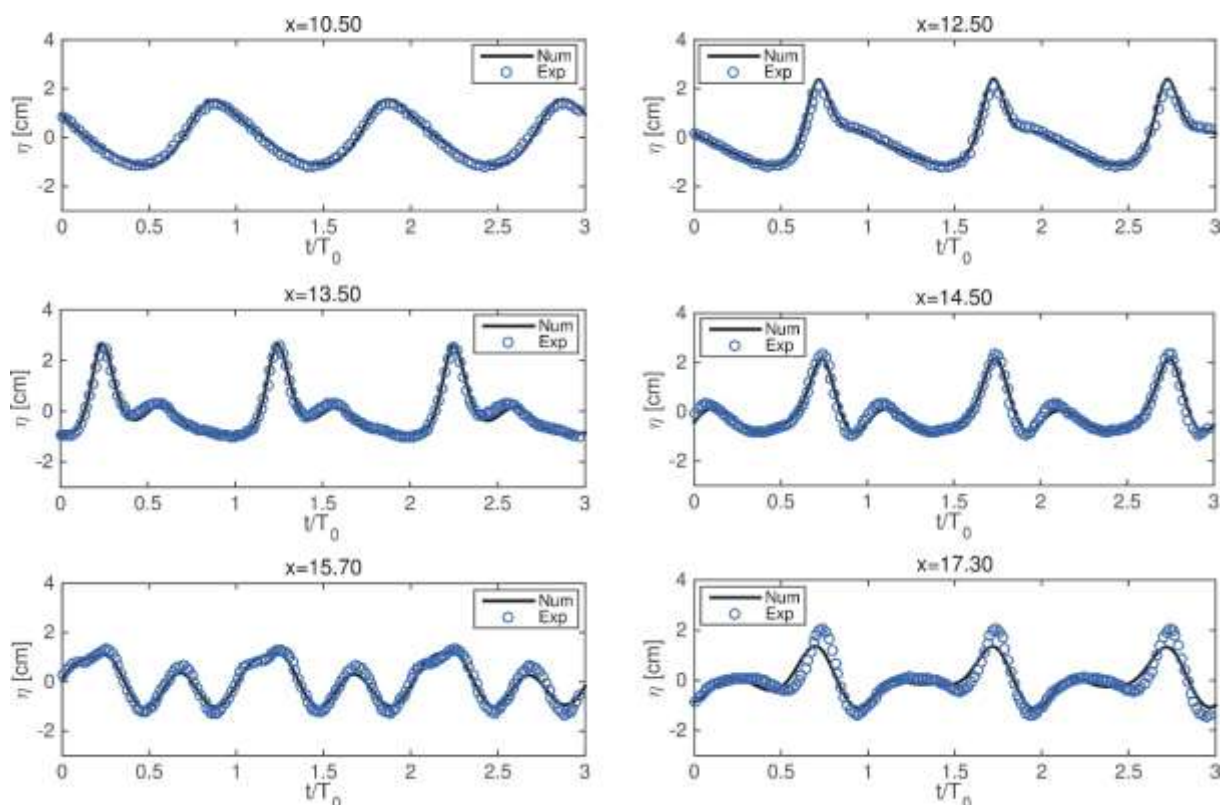 x=10.50
4
2
0
-2
η [cm]
Num
Exp
0 0.5 1 1.5 2 2.5 3
t/T0
x=12.50
4
2
0
-2
η [cm]
Num
Exp
0 0.5 1 1.5 2 2.5 3
t/T0
x=13.50
4
2
0
-2
η [cm]
Num
Exp
0 0.5 1 1.5 2 2.5 3
t/T0
x=14.50
4
2
0
-2
η [cm]
Num
Exp
0 0.5 1 1.5 2 2.5 3
t/T0
x=15.70
4
2
0
-2
η [cm]
Num
Exp
0 0.5 1 1.5 2 2.5 3
t/T0
x=17.30
4
2
0
-2
η [cm]
Num
Exp
0 0.5 1 1.5 2 2.5 3
t/T0